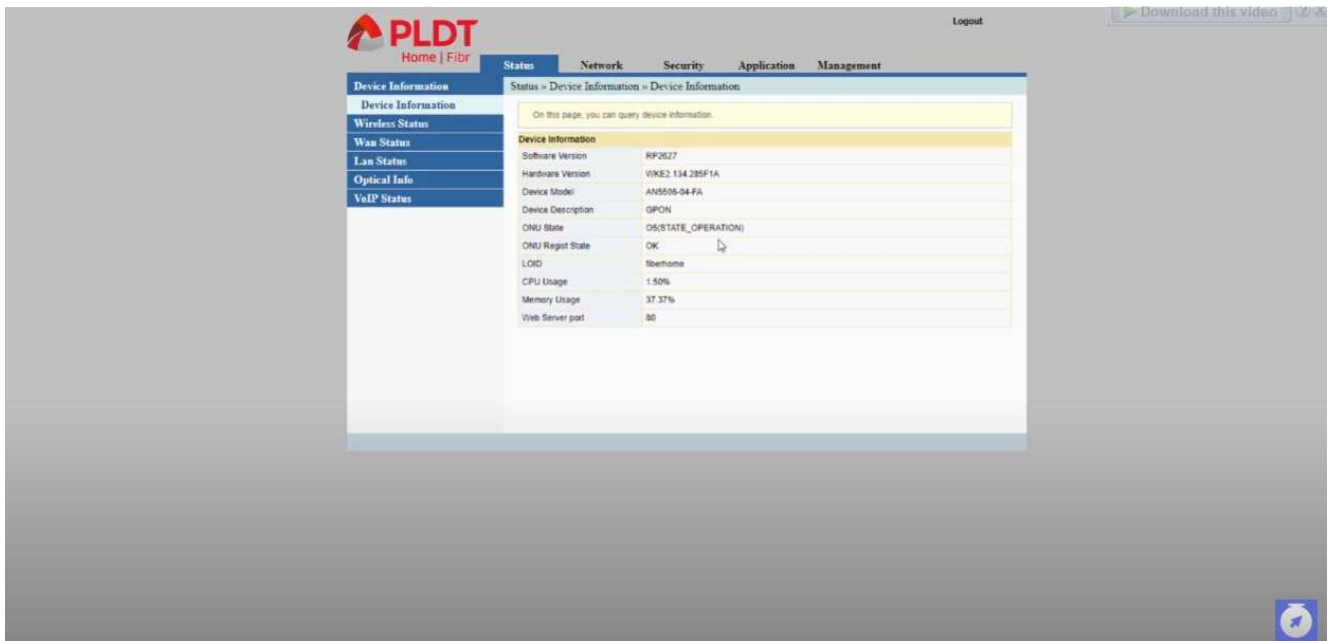 Download this video ? X
PLDT
Home | Fibr
Logout
Status Network Security Application Management
Device Information
Status » Device Information » Device Information
Device Information
Wireless Status
Wan Status
Lan Status
Optical Info
VoIP Status
On this page, you can query device information.
Device Information
Software Version RP2627
Hardware Version WKE2.134.285F1A
Device Model AN5506-04-FA
Device Description GPON
ONU State O5(STATE_OPERATION)
ONU Regist State OK
LOID fiberhome
CPU Usage 1.50%
Memory Usage 37.37%
Web Server port 80